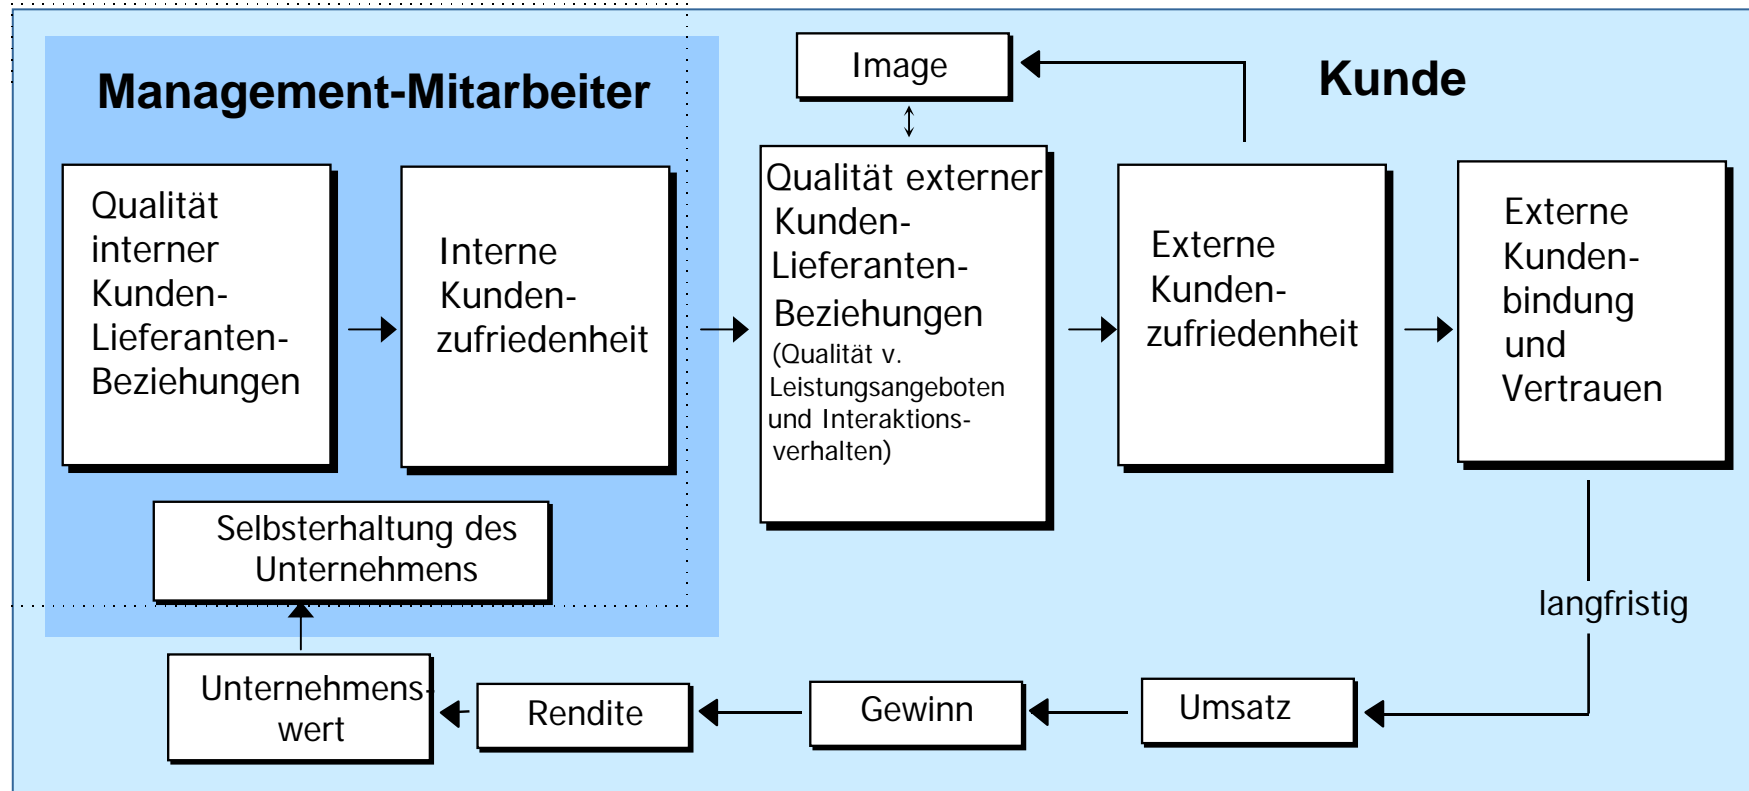 Management-Mitarbeiter
Image
Kunde
Qualität
interner
Kunden-
Lieferanten-
Beziehungen
Interne
Kunden-
zufriedenheit
Qualität externer
Kunden-
Lieferanten-
Beziehungen
(Qualität v.
Leistungsangeboten
und Interaktions-
verhalten)
Externe
Kunden-
zufriedenheit
Externe
Kunden-
bindung
und
Vertrauen
Selbsterhaltung des
Unternehmens
langfristig
Unternehmens-
wert
Rendite
Gewinn
Umsatz